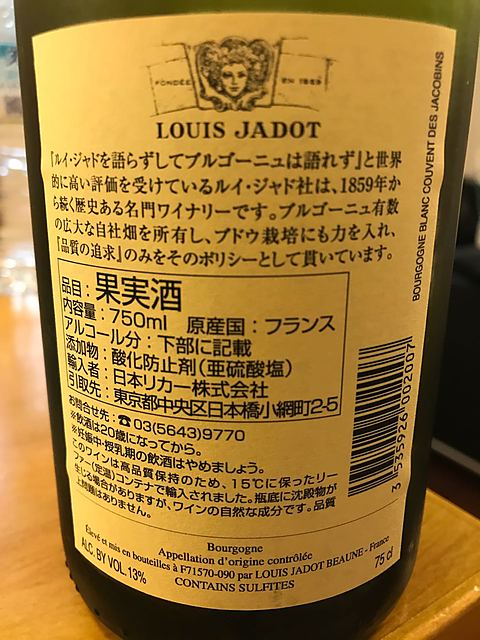 FONDÉE EN 1859
LOUIS JADOT
『ルイ・ジャドを語らずしてブルゴーニュは語れず』と世界
的に高い評価を受けているルイ・ジャド社は、1859年か
ら続く歴史ある名門ワイナリーです。ブルゴーニュ有数
の広大な自社畑を所有し、ブドウ栽培にも力を入れ、
『品質の追求』のみをそのポリシーとして貫いています。
品目：果実酒
内容量：750ml 原産国：フランス
アルコール分：下部に記載
添加物：酸化防止剤（亜硫酸塩）
輸入者：日本リカー株式会社
引取先：東京都中央区日本橋小網町2-5
お問合せ先：☎03(5643)9770
※飲酒は20歳になってから。
※妊娠中・授乳期の飲酒はやめましょう。
このワインは高品質保持のため、15℃に保ったリー
ファー(定温)コンテナで輸入されました。瓶底に沈殿物が
生じる場合がありますが、ワインの自然な成分です。品質
上問題はありません。
BOURGOGNE BLANC COUVENT DES JACOBINS
3 535926 092007
Bourgogne
Appellation d'origine contrôlée
Élevé et mis en bouteilles à F71570-090 par LOUIS JADOT BEAUNE - France
ALC. BY VOL. 13%
CONTAINS SULFITES
75 cl